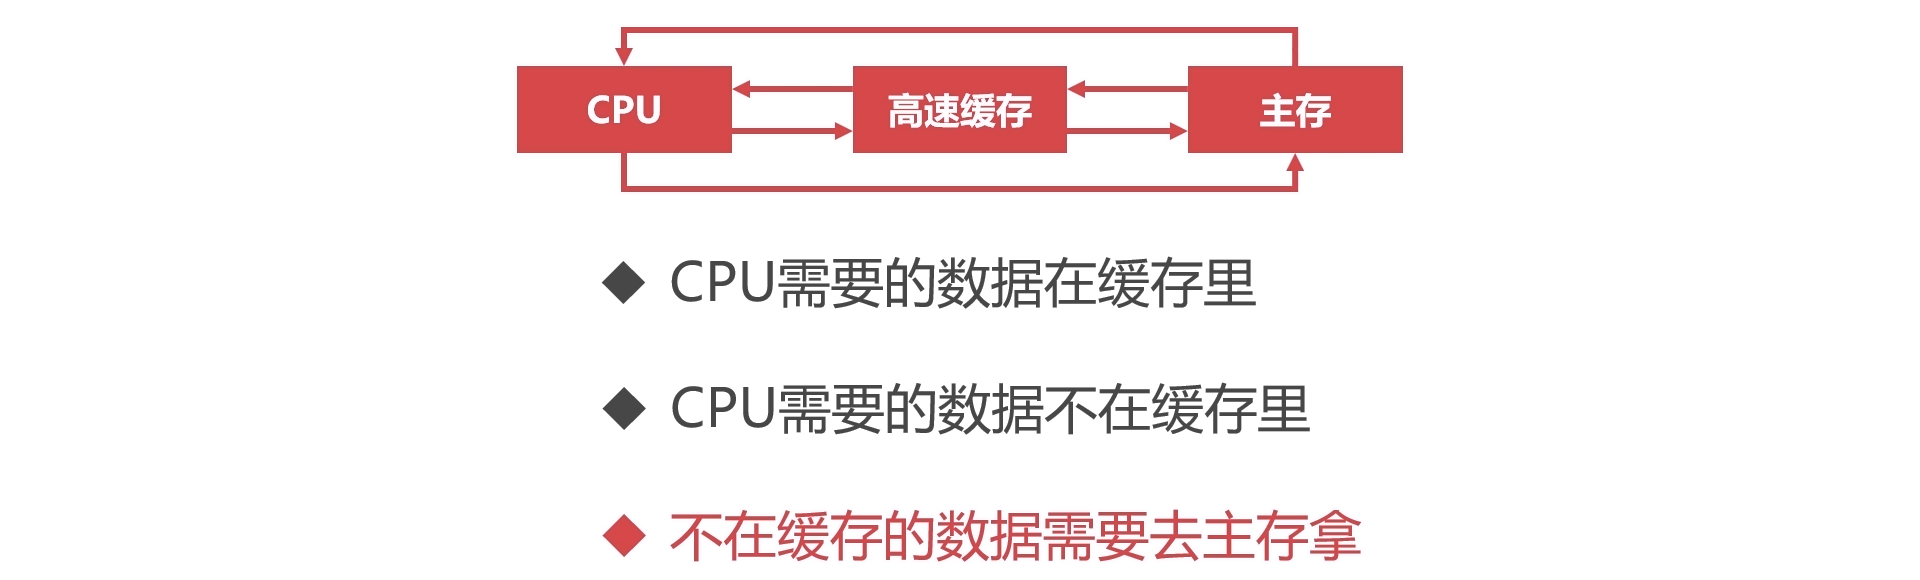 CPU 高速缓存 主存
CPU需要的数据在缓存里
CPU需要的数据不在缓存里
不在缓存的数据需要去主存拿